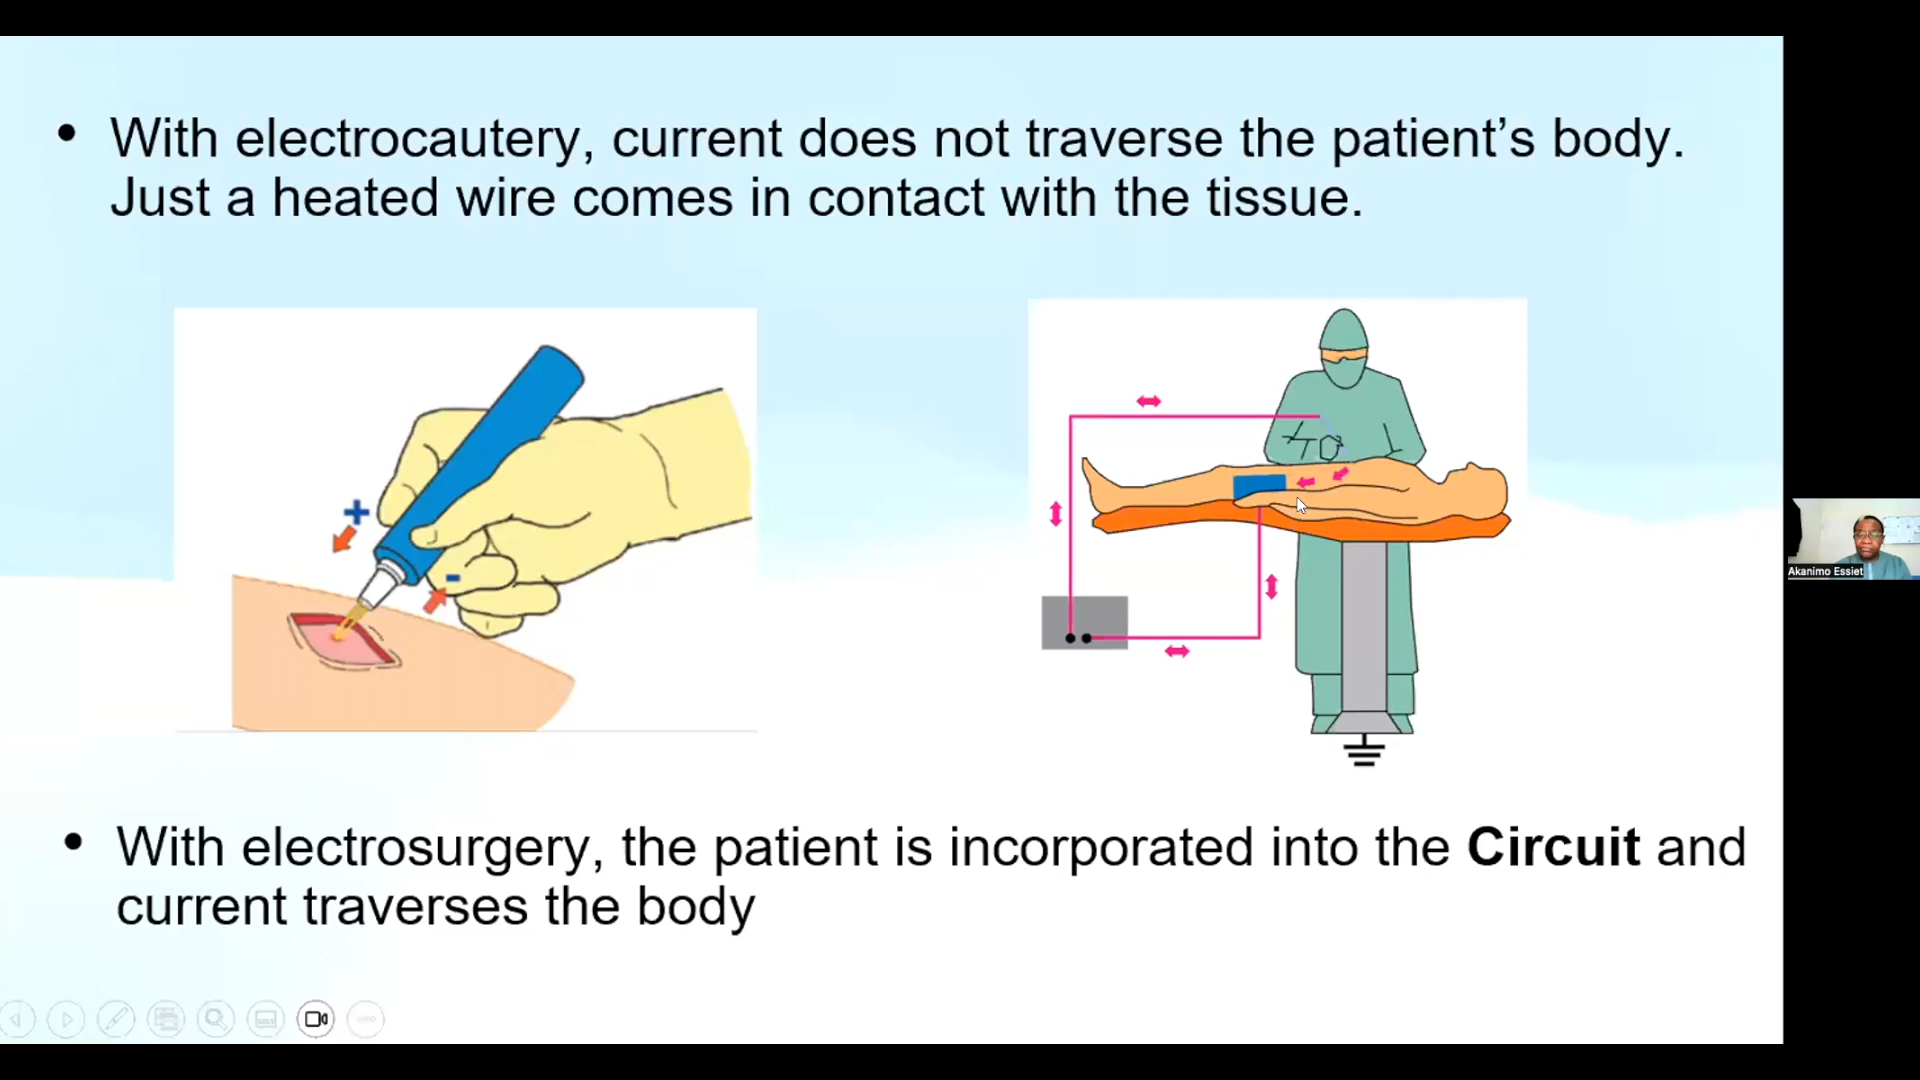 • With electrocautery, current does not traverse the patient’s body.
Just a heated wire comes in contact with the tissue.
+
-
Akanimo Essiet
• With electrosurgery, the patient is incorporated into the Circuit and
current traverses the body